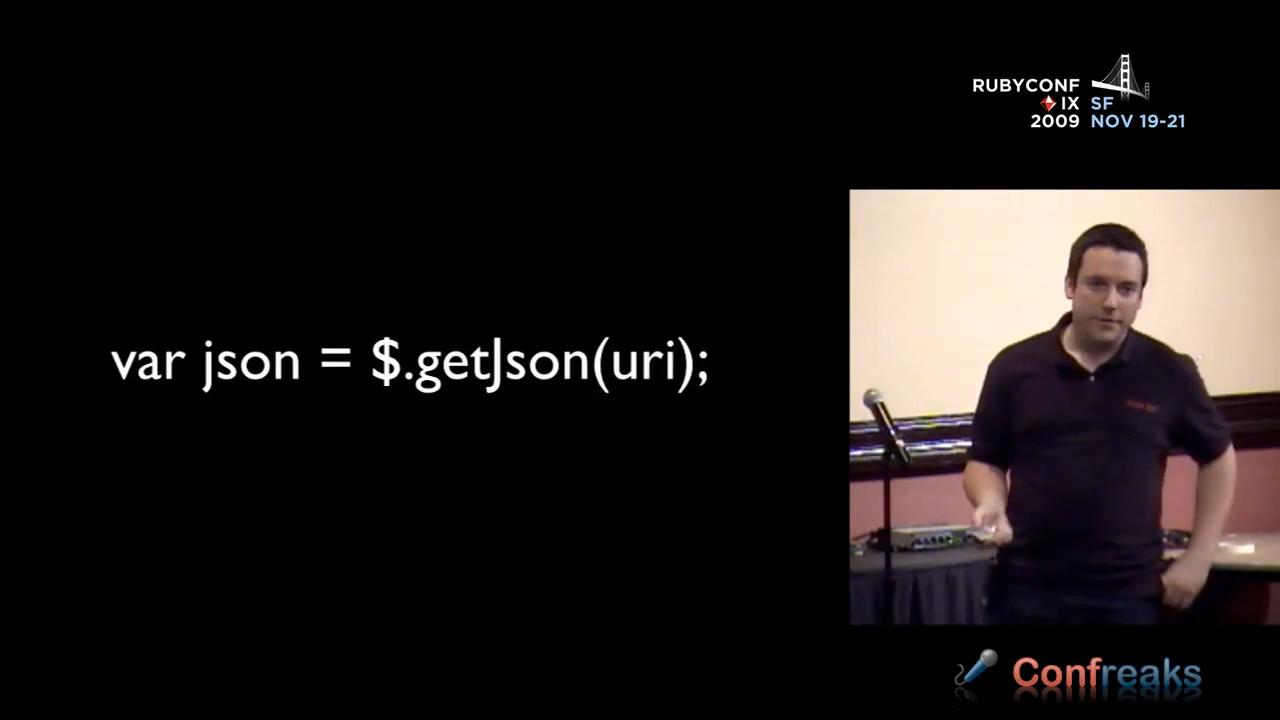 RUBYCONF
IX SF
2009 NOV 19-21
var json = $.getJson(uri);
Confreaks